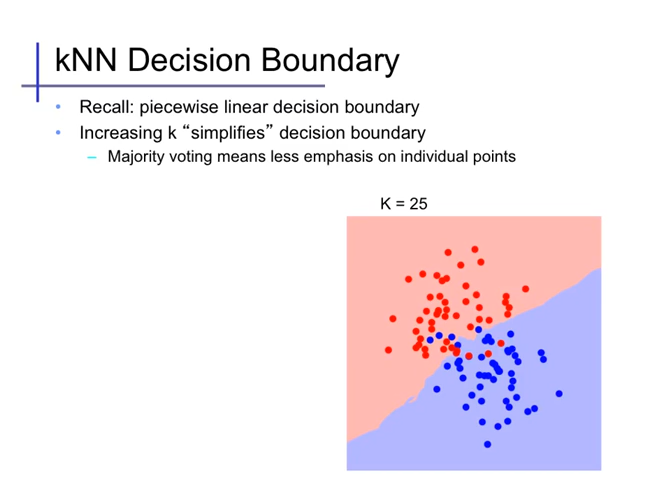 kNN Decision Boundary
• Recall: piecewise linear decision boundary
• Increasing k “simplifies” decision boundary
– Majority voting means less emphasis on individual points
K = 25